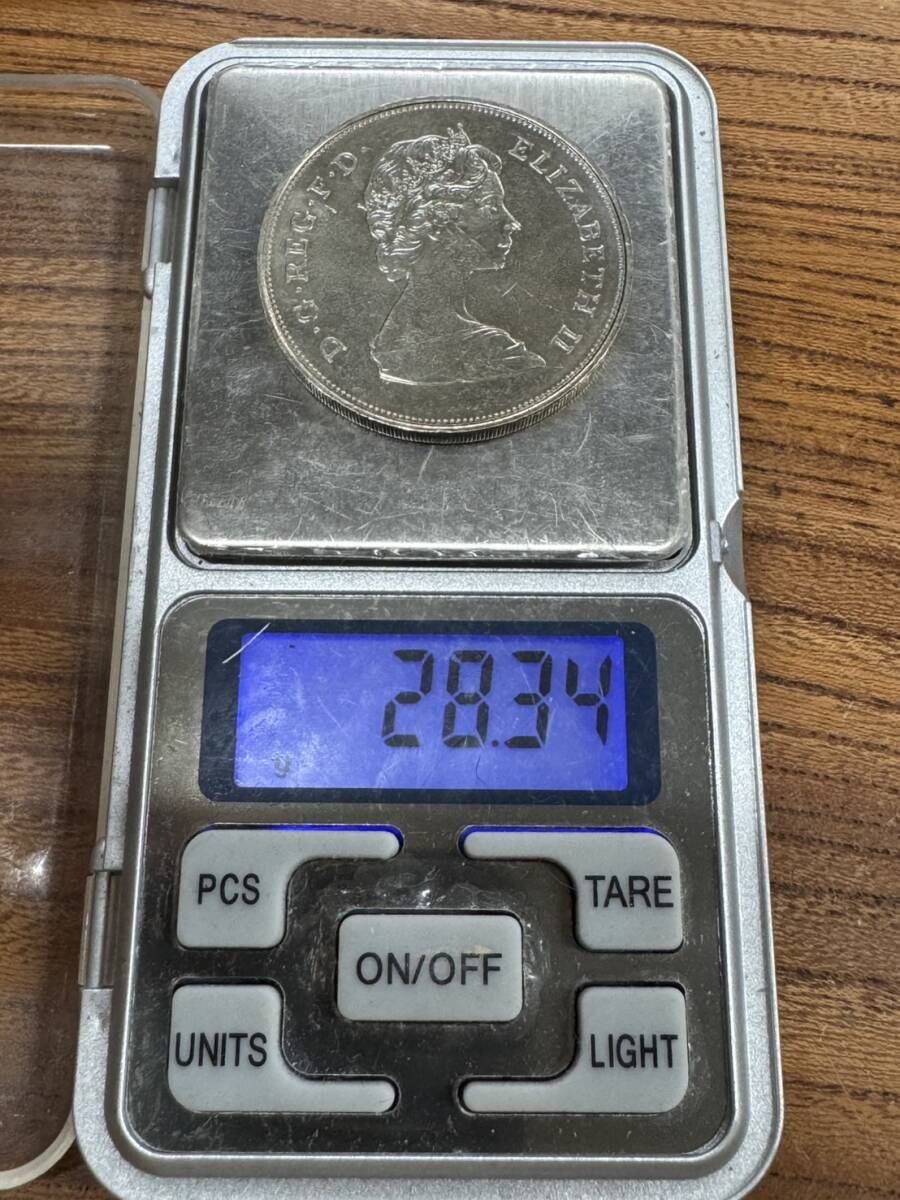 D·G·REG·F·D· ELIZABETH II
28.34
g
PCS
TARE
ON/OFF
UNITS
LIGHT